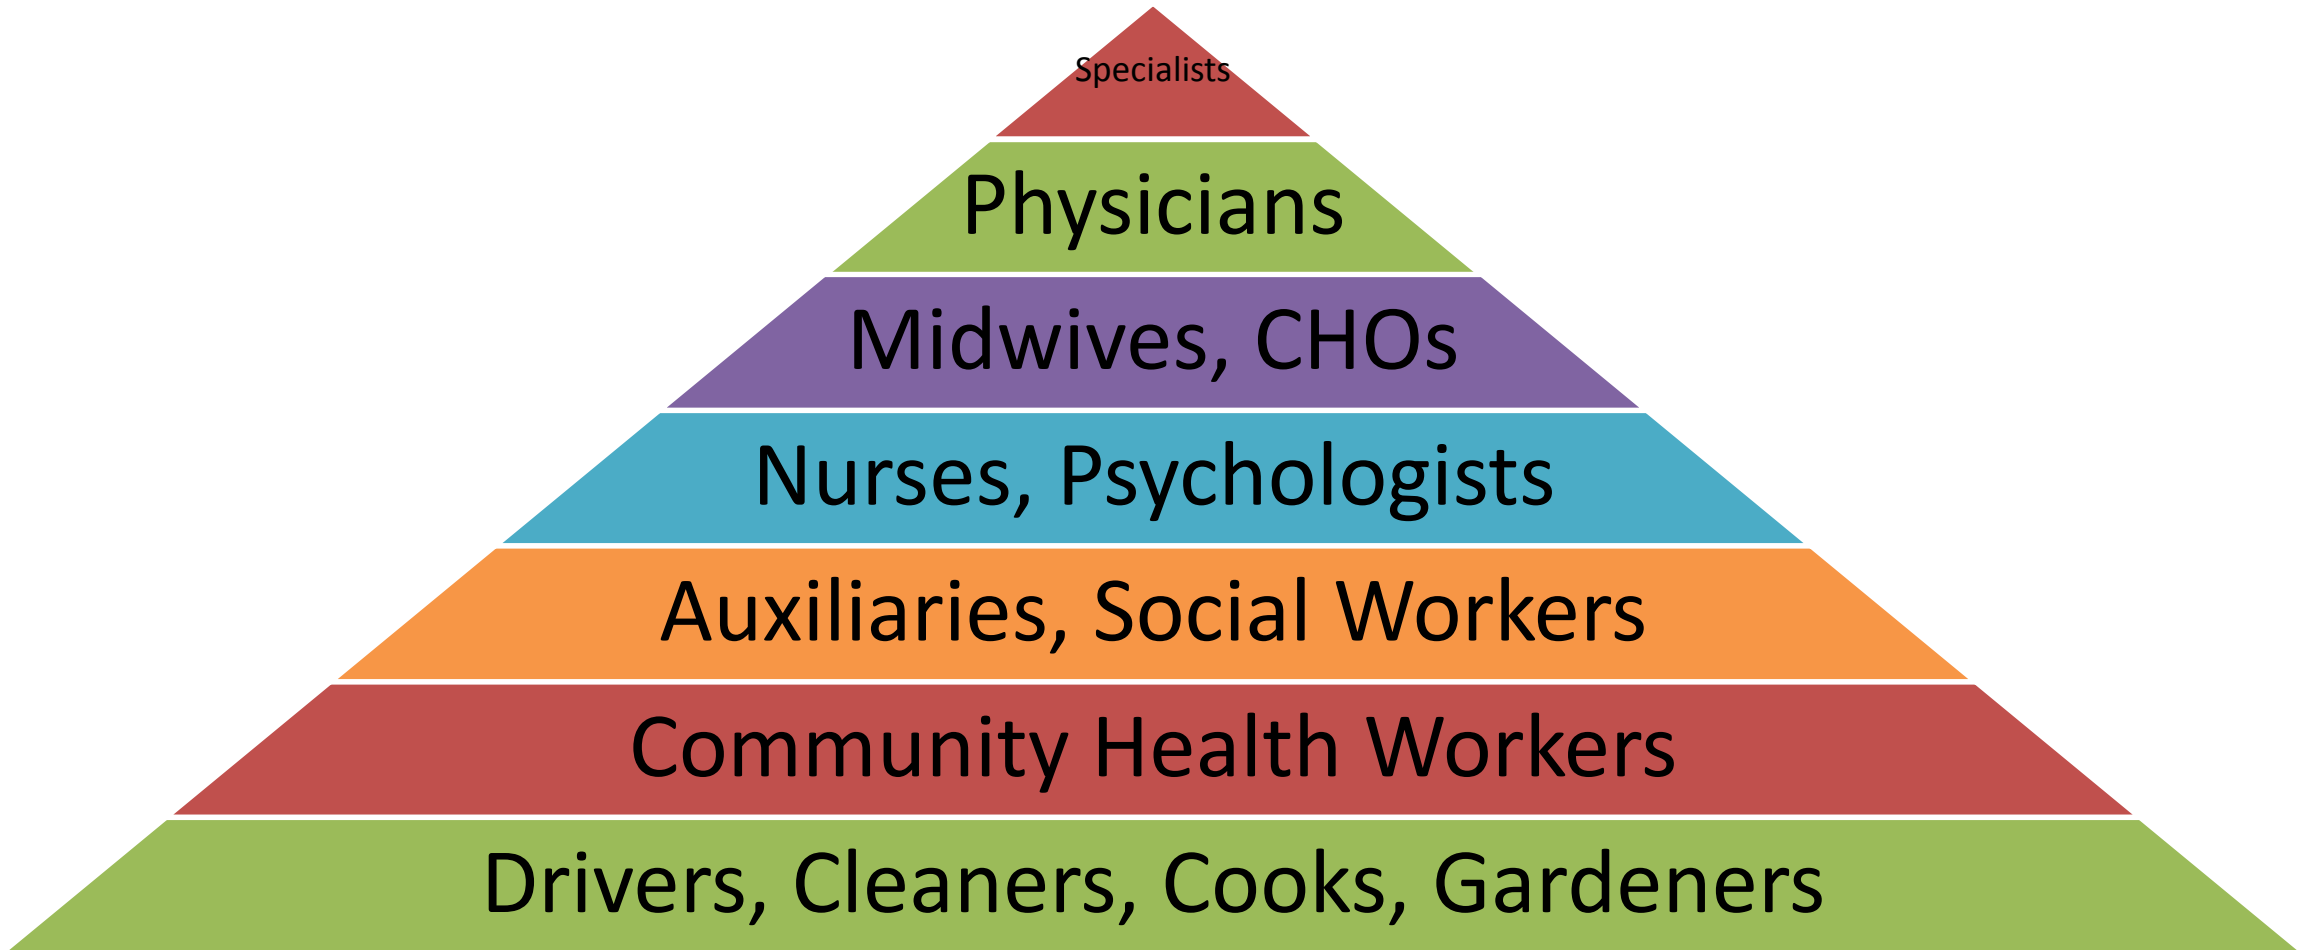 Specialists
Physicians
Midwives, CHOs
Nurses, Psychologists
Auxiliaries, Social Workers
Community Health Workers
Drivers, Cleaners, Cooks, Gardeners